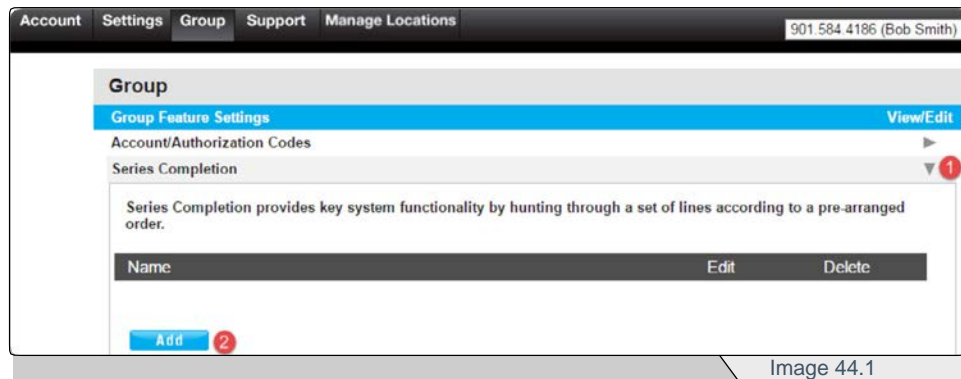 Account Settings Group Support Manage Locations
901.584.4186 (Bob Smith)
Group
Group Feature Settings View/Edit
Account/Authorization Codes
Series Completion 1
Series Completion provides key system functionality by hunting through a set of lines according to a pre-arranged
order.
Name Edit Delete
Add 2
Image 44.1